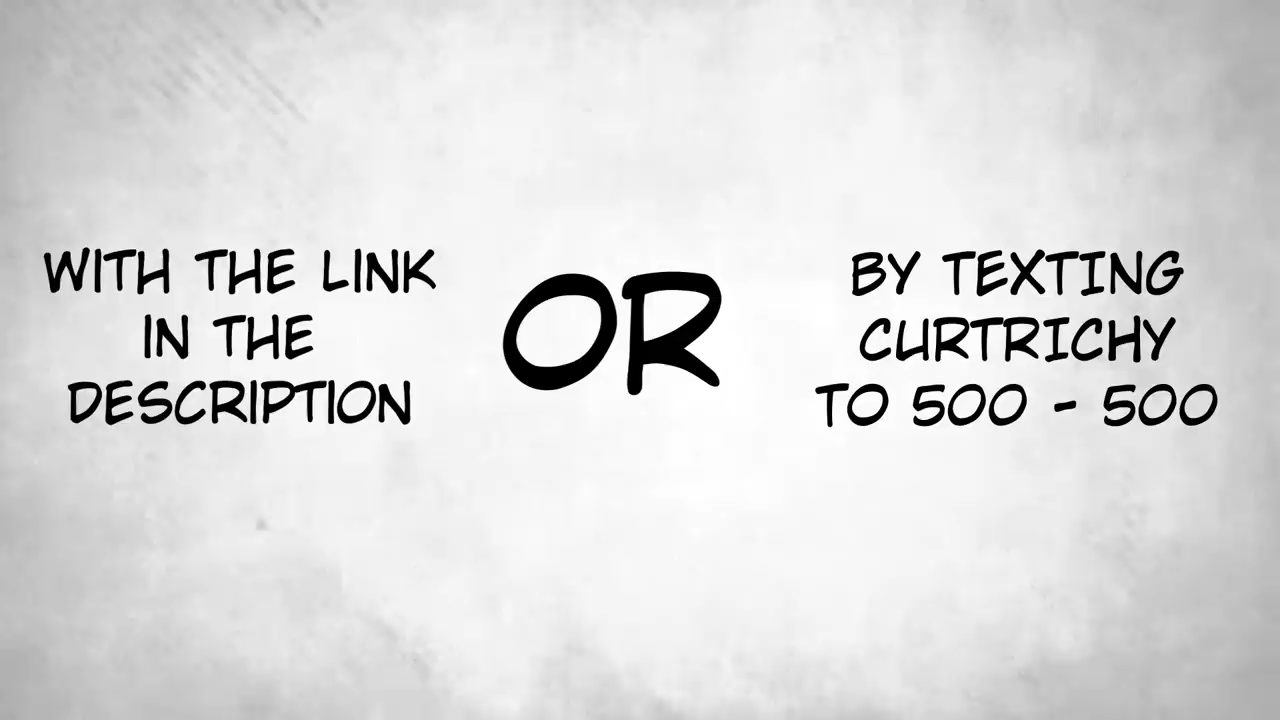 WITH THE LINK
IN THE
DESCRIPTION
OR
BY TEXTING
CURTRICHY
TO 500 - 500